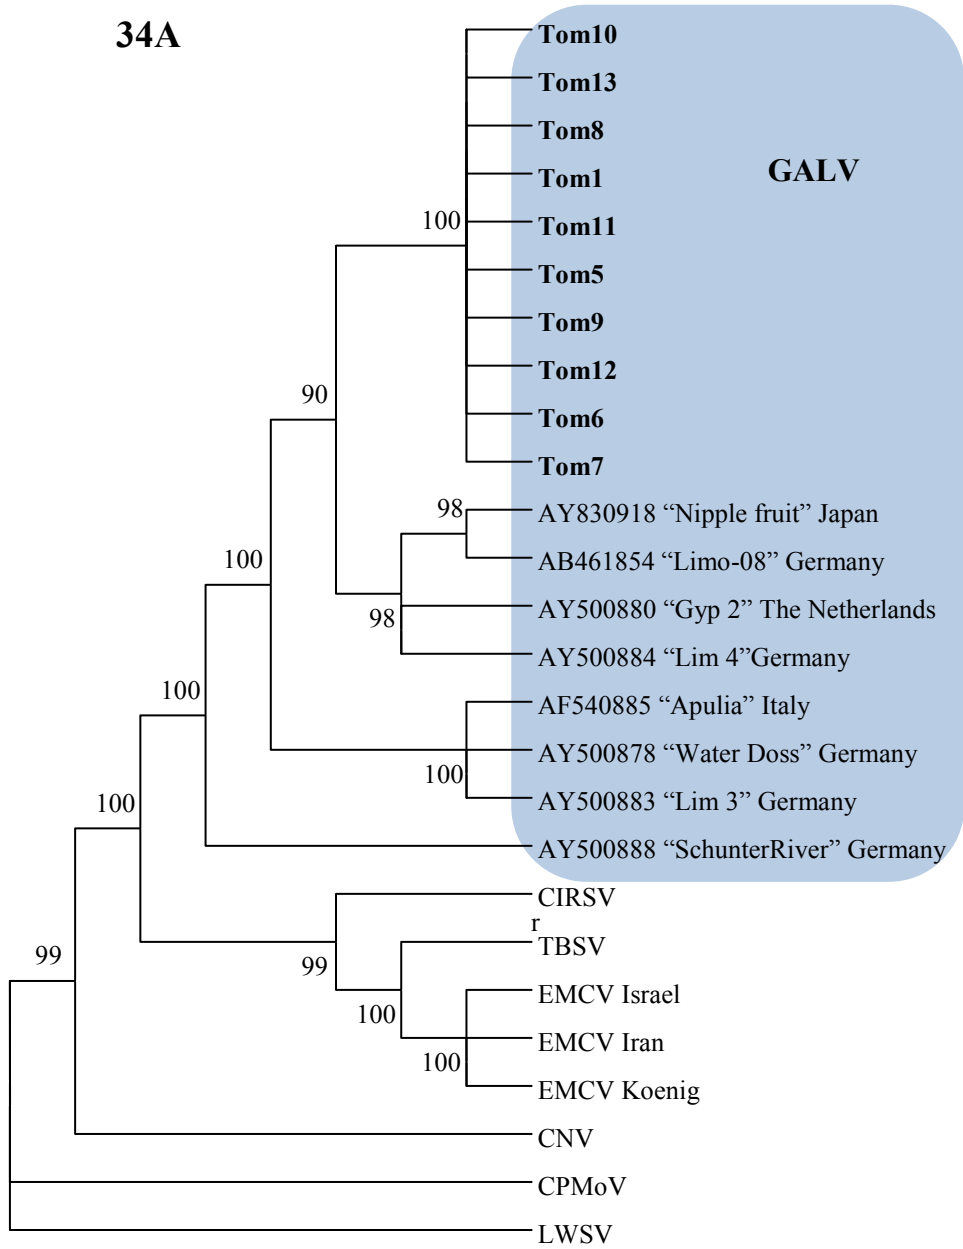 34A
Tom10
Tom13
Tom8
GALV
Tom1
100
Tom11
Tom5
Tom9
Tom12
90
Tom6
Tom7
98
AY830918 “Nipple fruit” Japan
100
AB461854 “Limo-08” Germany
98
AY500880 “Gyp 2” The Netherlands
AY500884 “Lim 4”Germany
100
AF540885 “Apulia” Italy
AY500878 “Water Doss” Germany
100
100
AY500883 “Lim 3” Germany
AY500888 “SchunterRiver” Germany
CIRSV
r
99
TBSV
99
EMCV Israel
100
EMCV Iran
100
EMCV Koenig
CNV
CPMoV
LWSV